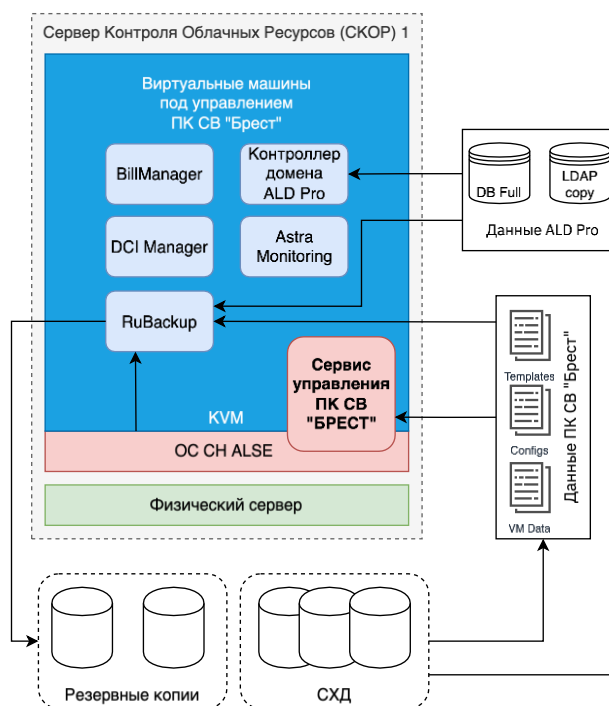 Сервер Контроля Облачных Ресурсов (СКОР) 1
Виртуальные машины
под управлением
ПК СВ "Брест"
BillManager
Контроллер
домена
ALD Pro
DCI Manager
Astra
Monitoring
RuBackup
Сервис
управления
ПК СВ
"БРЕСТ"
KVM
ОС СН ALSE
Физический сервер
DB Full
LDAP
copy
Данные ALD Pro
Templates
Configs
VM Data
Данные ПК СВ "Брест"
Резервные копии
СХД